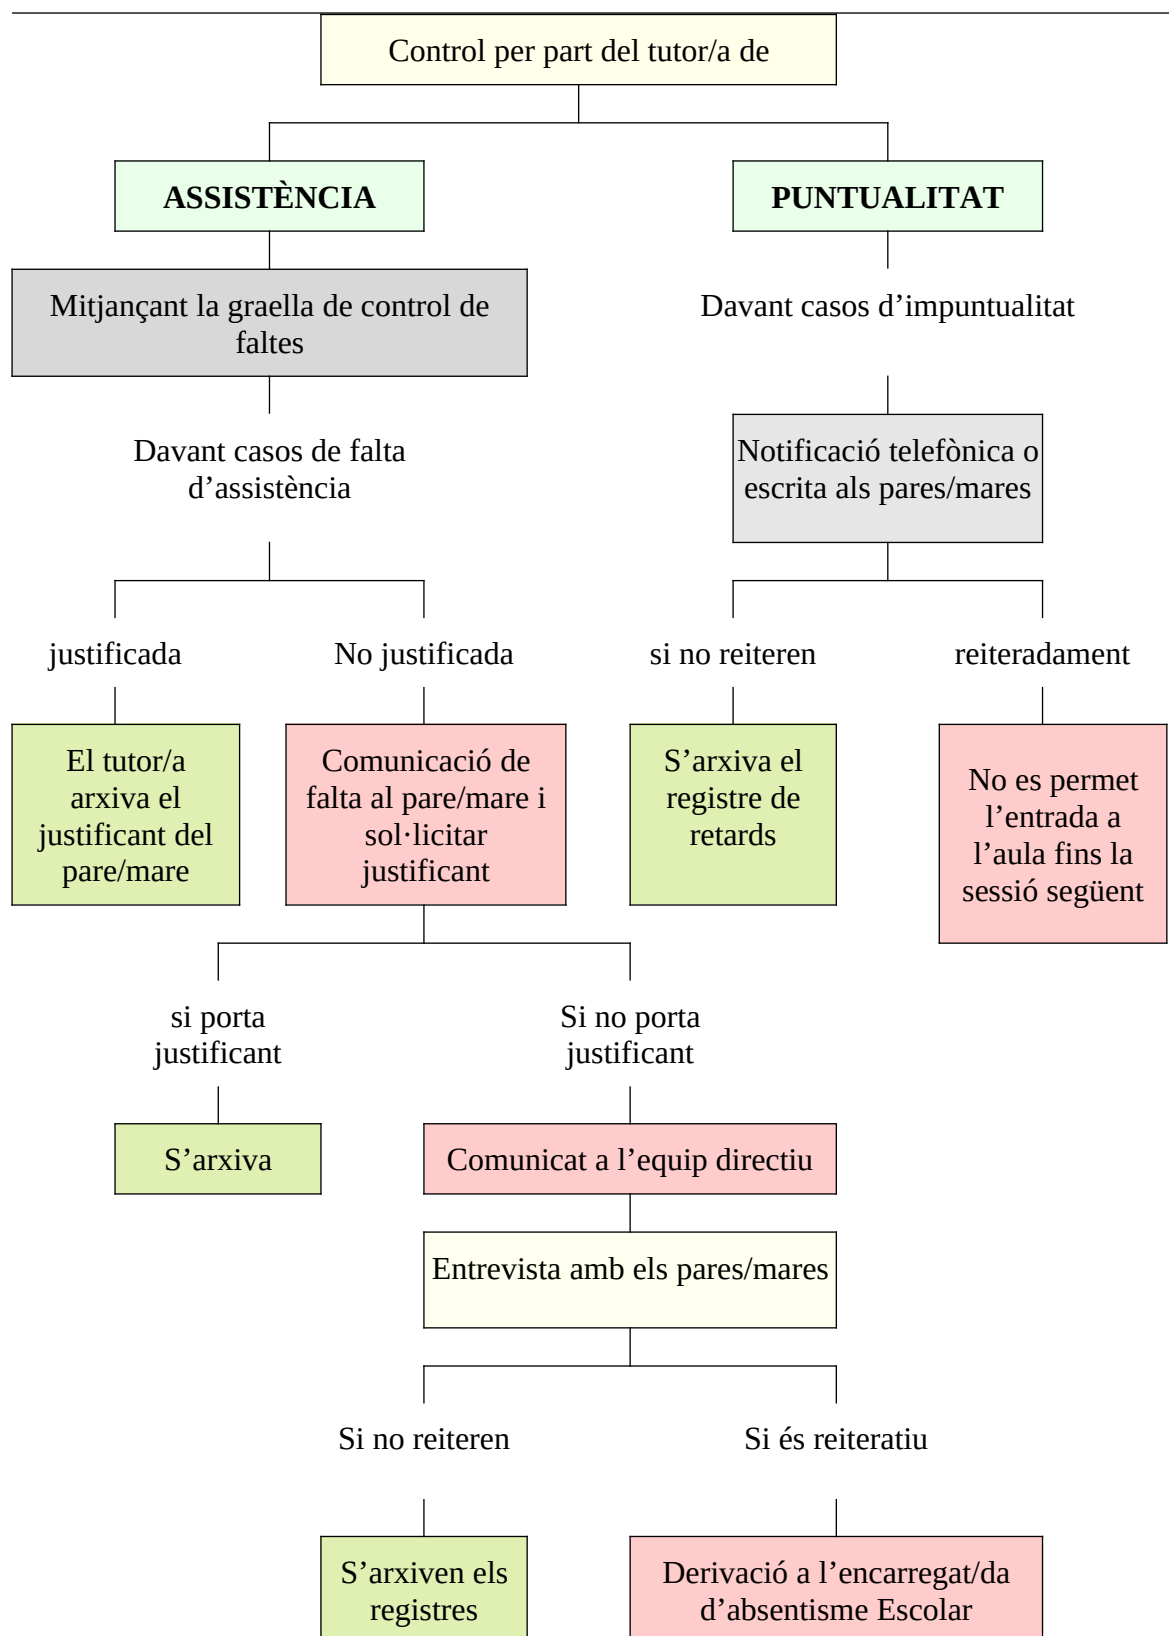 Control per part del tutor/a de
ASSISTÈNCIA
PUNTUALITAT
Mitjançant la graella de control de
faltes
Davant casos d’impuntualitat
Davant casos de falta
d’assistència
Notificació telefònica o
escrita als pares/mares
justificada
No justificada
si no reiteren
reiteradament
El tutor/a
arxiva el
justificant del
pare/mare
Comunicació de
falta al pare/mare i
sol·licitar
justificant
S’arxiva el
registre de
retards
No es permet
l’entrada a
l’aula fins la
sessió següent
si porta
justificant
Si no porta
justificant
S’arxiva
Comunicat a l’equip directiu
Entrevista amb els pares/mares
Si no reiteren
Si és reiteratiu
S’arxiven els
registres
Derivació a l’encarregat/da
d’absentisme Escolar